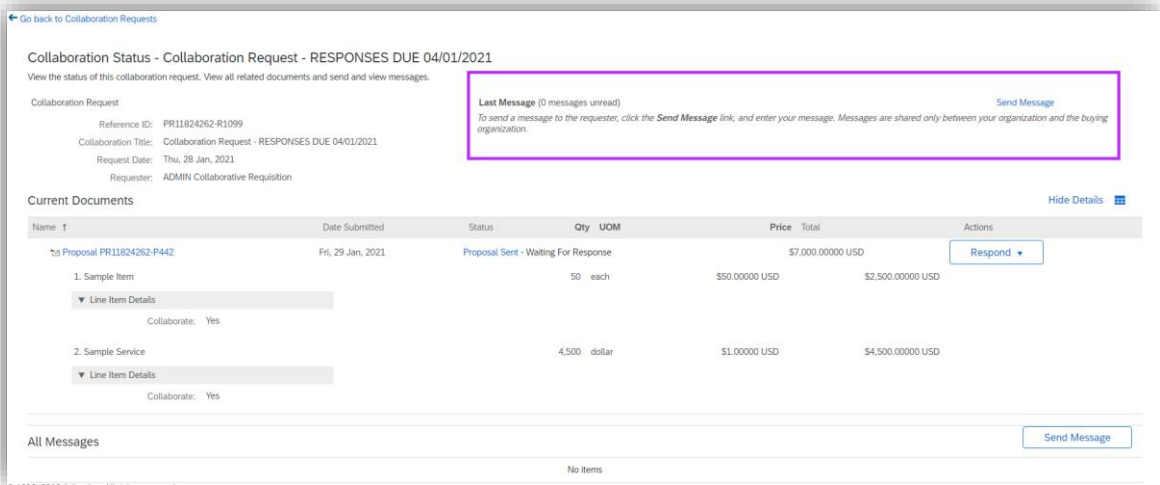 Go back to Collaboration Requests
Collaboration Status - Collaboration Request - RESPONSES DUE 04/01/2021
View the status of this collaboration request. View all related documents and send and view messages.
Collaboration Request
Reference ID: PR11824262-R1099
Collaboration Title: Collaboration Request - RESPONSES DUE 04/01/2021
Request Date: Thu, 28 Jan, 2021
Requester: ADMIN Collaborative Requisition
Last Message (0 messages unread) Send Message
To send a message to the requester, click the Send Message link, and enter your message. Messages are shared only between your organization and the buying
organization.
Current Documents Hide Details
Name ↑ Date Submitted Status Qty UOM Price Total Actions
Proposal PR11824262-P442 Fri, 29 Jan, 2021 Proposal Sent - Waiting For Response $7,000.00000 USD Respond ▼
1. Sample Item 50 each $50.00000 USD $2,500.00000 USD
▼ Line Item Details
Collaborate: Yes
2. Sample Service 4,500 dollar $1.00000 USD $4,500.00000 USD
▼ Line Item Details
Collaborate: Yes
All Messages Send Message
No items